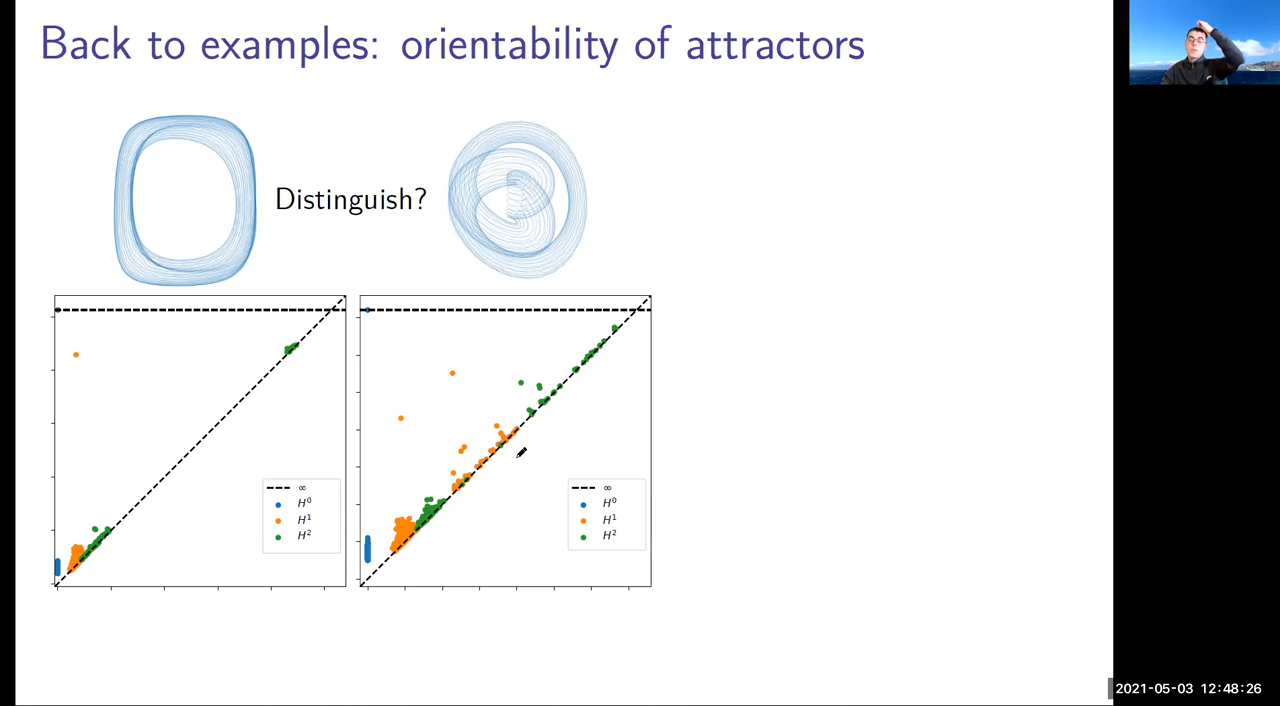 Back to examples: orientability of attractors
Distinguish?
∞
H⁰
H¹
H²
∞
H⁰
H¹
H²
2021-05-03 12:48:26